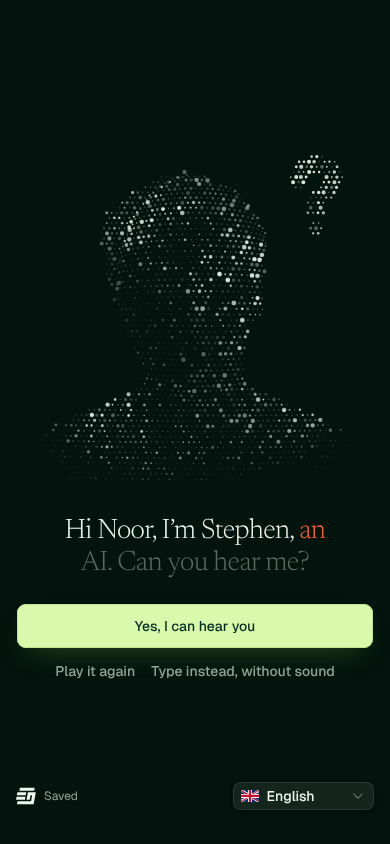 ?
Hi Noor, I'm Stephen, an
AI. Can you hear me?
Yes, I can hear you
Play it again Type instead, without sound
Saved English